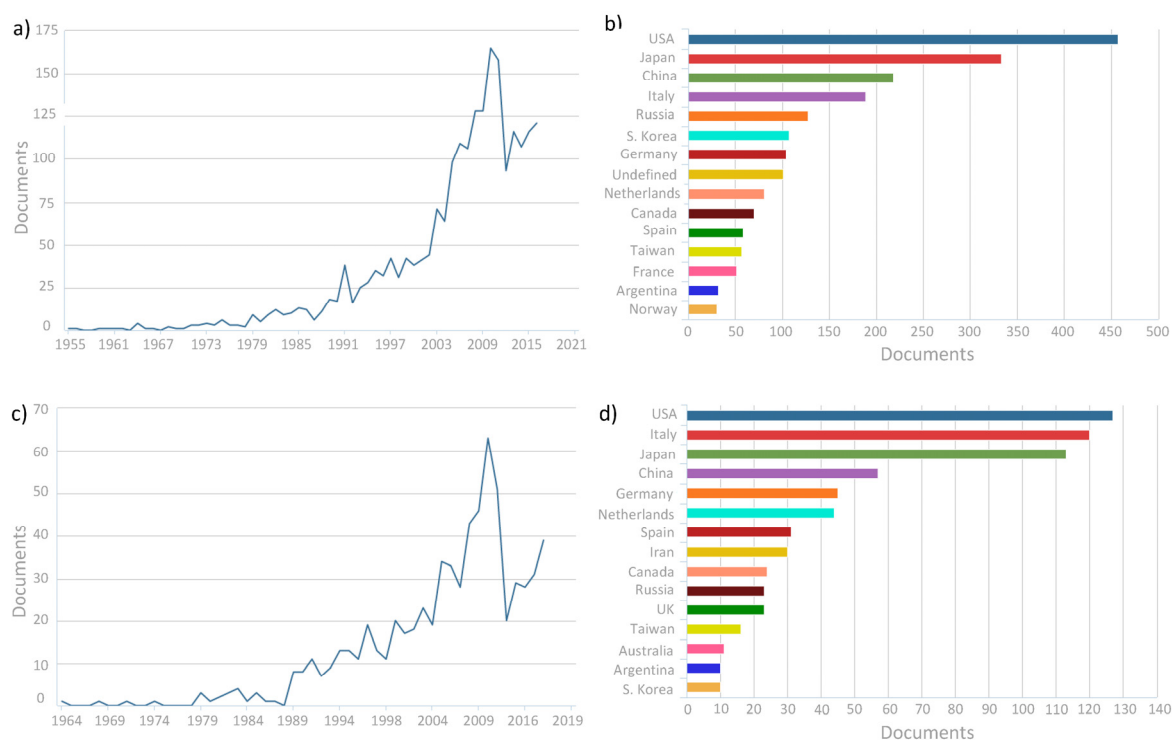 a)
Documents
175
150
125
100
75
50
25
0
1955 1961 1967 1973 1979 1985 1991 1997 2003 2009 2015 2021
b)
USA
Japan
China
Italy
Russia
S. Korea
Germany
Undefined
Netherlands
Canada
Spain
Taiwan
France
Argentina
Norway
0 50 100 150 200 250 300 350 400 450 500
Documents
c)
Documents
70
60
50
40
30
20
10
0
1964 1969 1974 1979 1984 1989 1994 1998 2004 2009 2014 2019
d)
USA
Italy
Japan
China
Germany
Netherlands
Spain
Iran
Canada
Russia
UK
Taiwan
Australia
Argentina
S. Korea
0 10 20 30 40 50 60 70 80 90 100 110 120 130 140
Documents